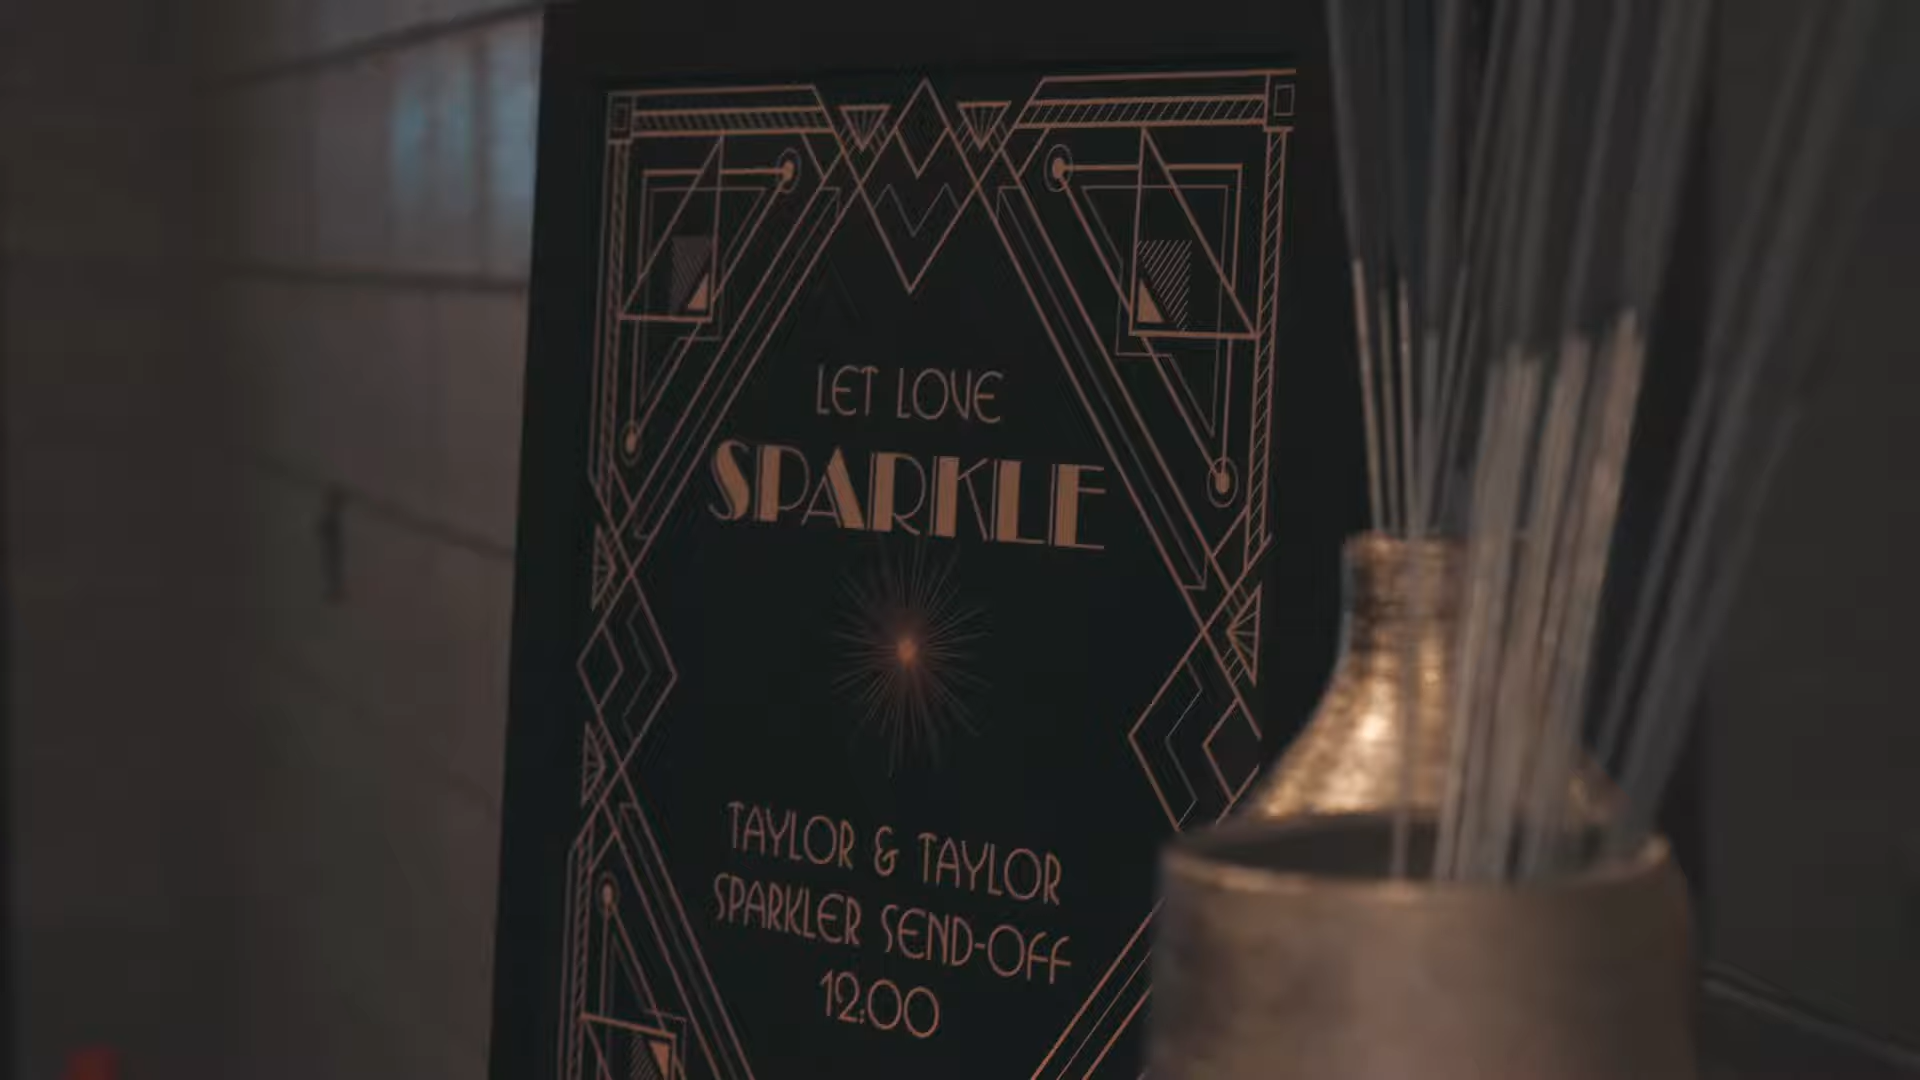 LET LOVE
SPARKLE
TAYLOR & TAYLOR
SPARKLER SEND-OFF
12:00